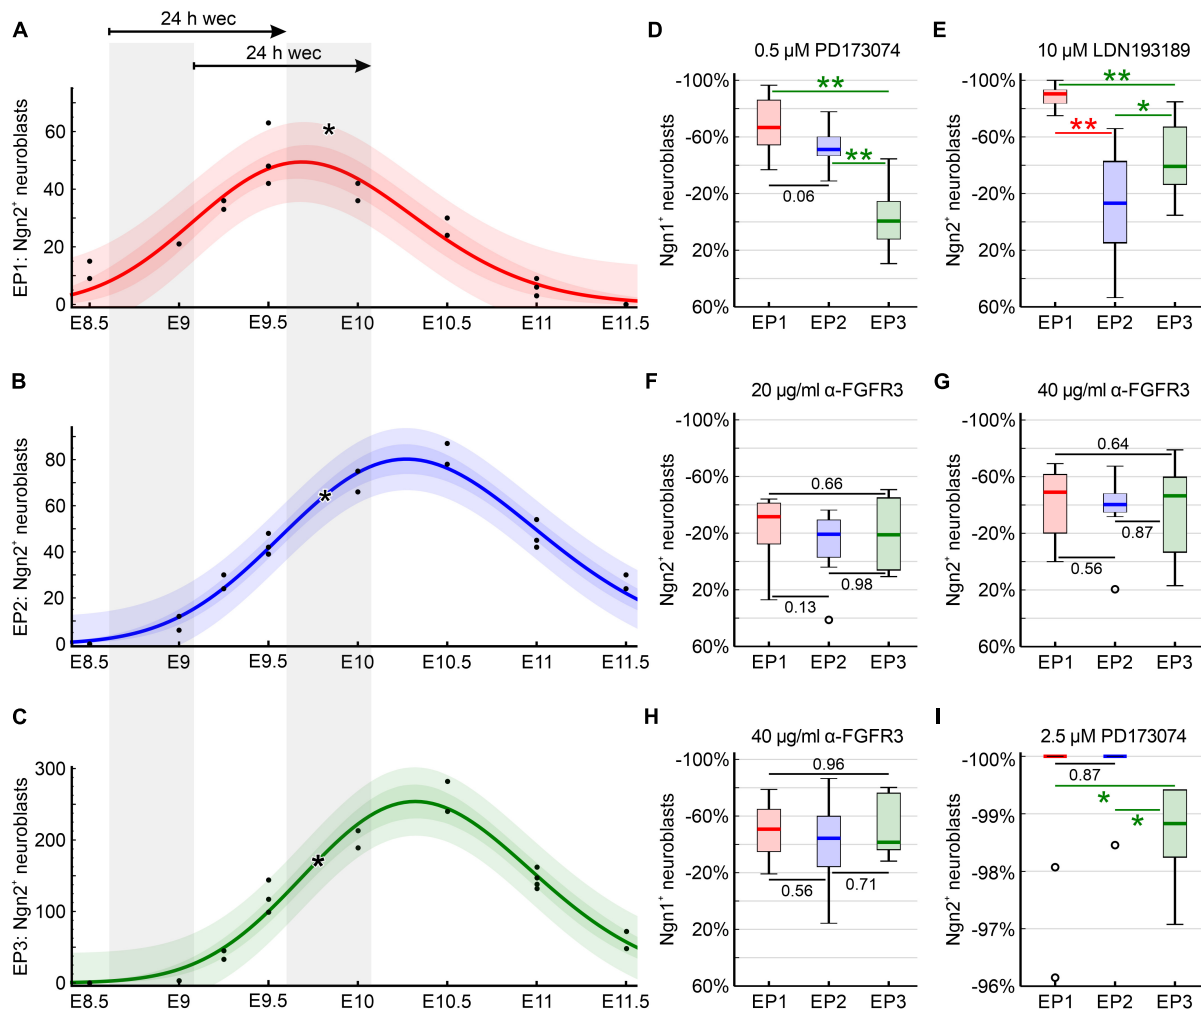 24 h wec
24 h wec
A
EP1: Ngn2⁺ neuroblasts
60
40
20
0
*
E8.5 E9 E9.5 E10 E10.5 E11 E11.5
B
EP2: Ngn2⁺ neuroblasts
80
60
40
20
0
*
E8.5 E9 E9.5 E10 E10.5 E11 E11.5
C
EP3: Ngn2⁺ neuroblasts
300
200
100
0
*
E8.5 E9 E9.5 E10 E10.5 E11 E11.5
D
0.5 µM PD173074
Ngn1⁺ neuroblasts
-100%
-60%
-20%
20%
60%
**
**
0.06
EP1 EP2 EP3
E
10 µM LDN193189
Ngn2⁺ neuroblasts
-100%
-60%
-20%
20%
60%
**
*
**
EP1 EP2 EP3
F
20 µg/ml α-FGFR3
Ngn2⁺ neuroblasts
-100%
-60%
-20%
20%
60%
0.66
0.98
0.13
EP1 EP2 EP3
G
40 µg/ml α-FGFR3
Ngn2⁺ neuroblasts
-100%
-60%
-20%
20%
60%
0.64
0.87
0.56
EP1 EP2 EP3
H
40 µg/ml α-FGFR3
Ngn1⁺ neuroblasts
-100%
-60%
-20%
20%
60%
0.96
0.56
0.71
EP1 EP2 EP3
I
2.5 µM PD173074
Ngn2⁺ neuroblasts
-100%
-99%
-98%
-97%
-96%
0.87
*
*
EP1 EP2 EP3